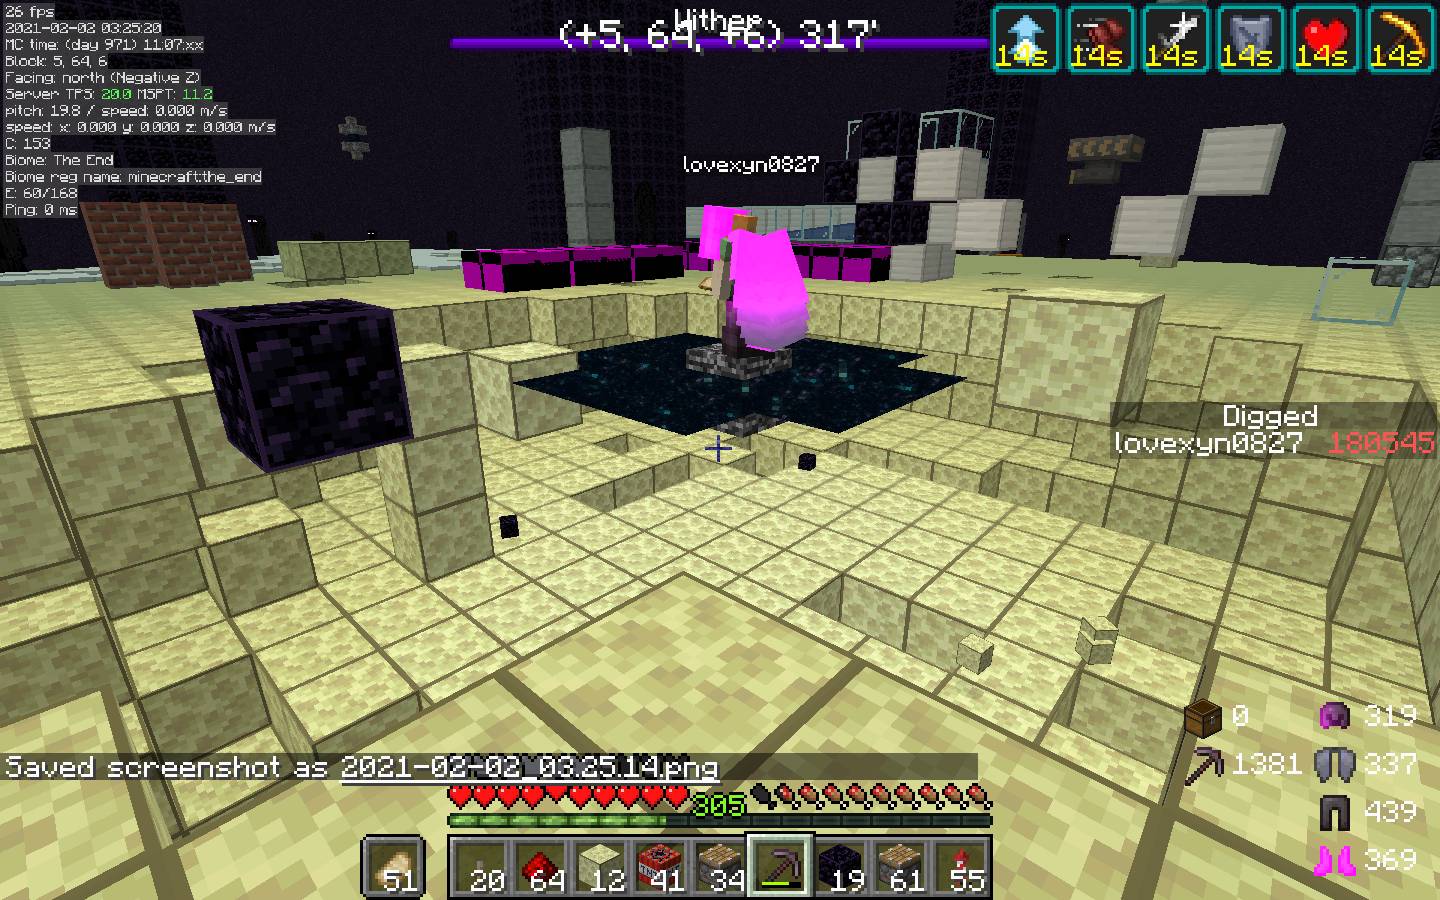 26 fps
2021-02-02 03:25:20
MC time: (day 971) 11:07:xx
Block: 5, 64, 6
Facing: north (Negative Z)
Server TPS: 20.0 MSPT: 11.2
pitch: 19.8 / speed: 0.000 m/s
speed: x: 0.000 y: 0.000 z: 0.000 m/s
C: 153
Biome: The End
Biome reg name: minecraft:the_end
E: 60/168
Ping: 0 ms
Wither
(+5, 64, +6) 317'
14s 14s 14s 14s 14s 14s
lovexyn0827
Digged
lovexyn0827 180545
0 319
1381 337
439
369
Saved screenshot as 2021-02-02_03.25.14.png
305
51 20 64 12 41 34 19 61 55